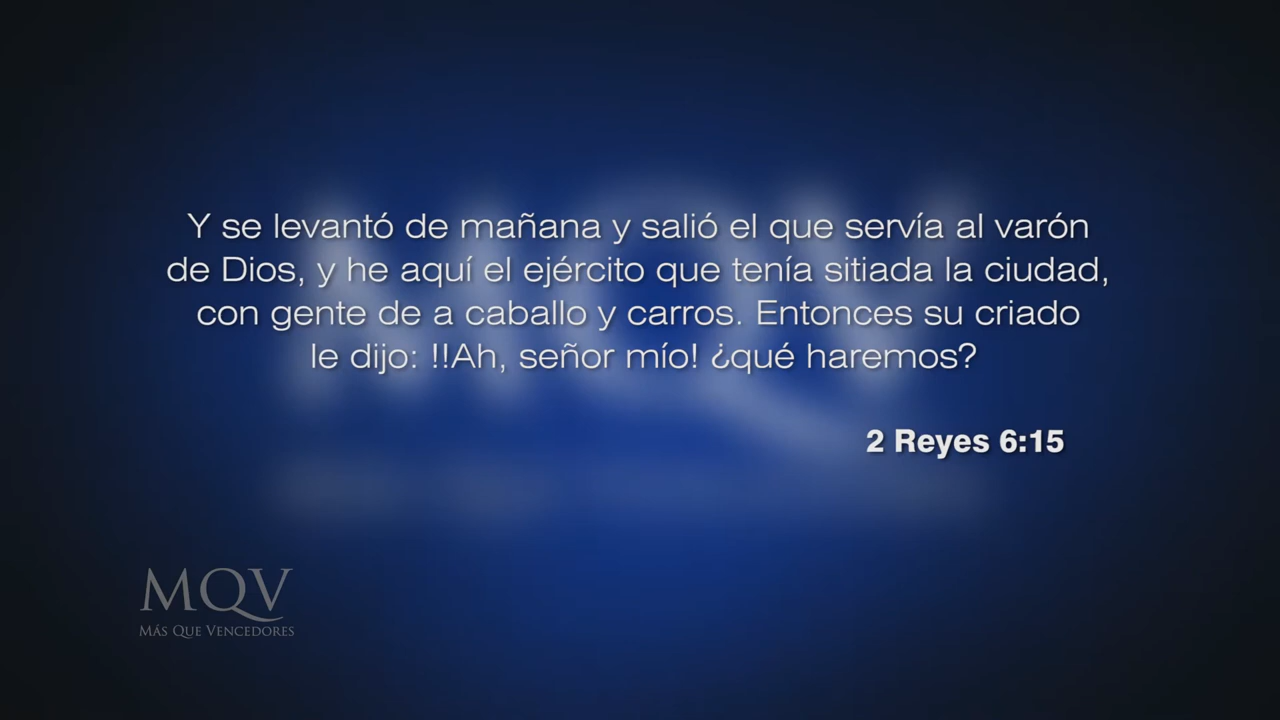 Y se levantó de mañana y salió el que servía al varón
de Dios, y he aquí el ejército que tenía sitiada la ciudad,
con gente de a caballo y carros. Entonces su criado
le dijo: !!Ah, señor mío! ¿qué haremos?
2 Reyes 6:15
MQV
Más Que Vencedores